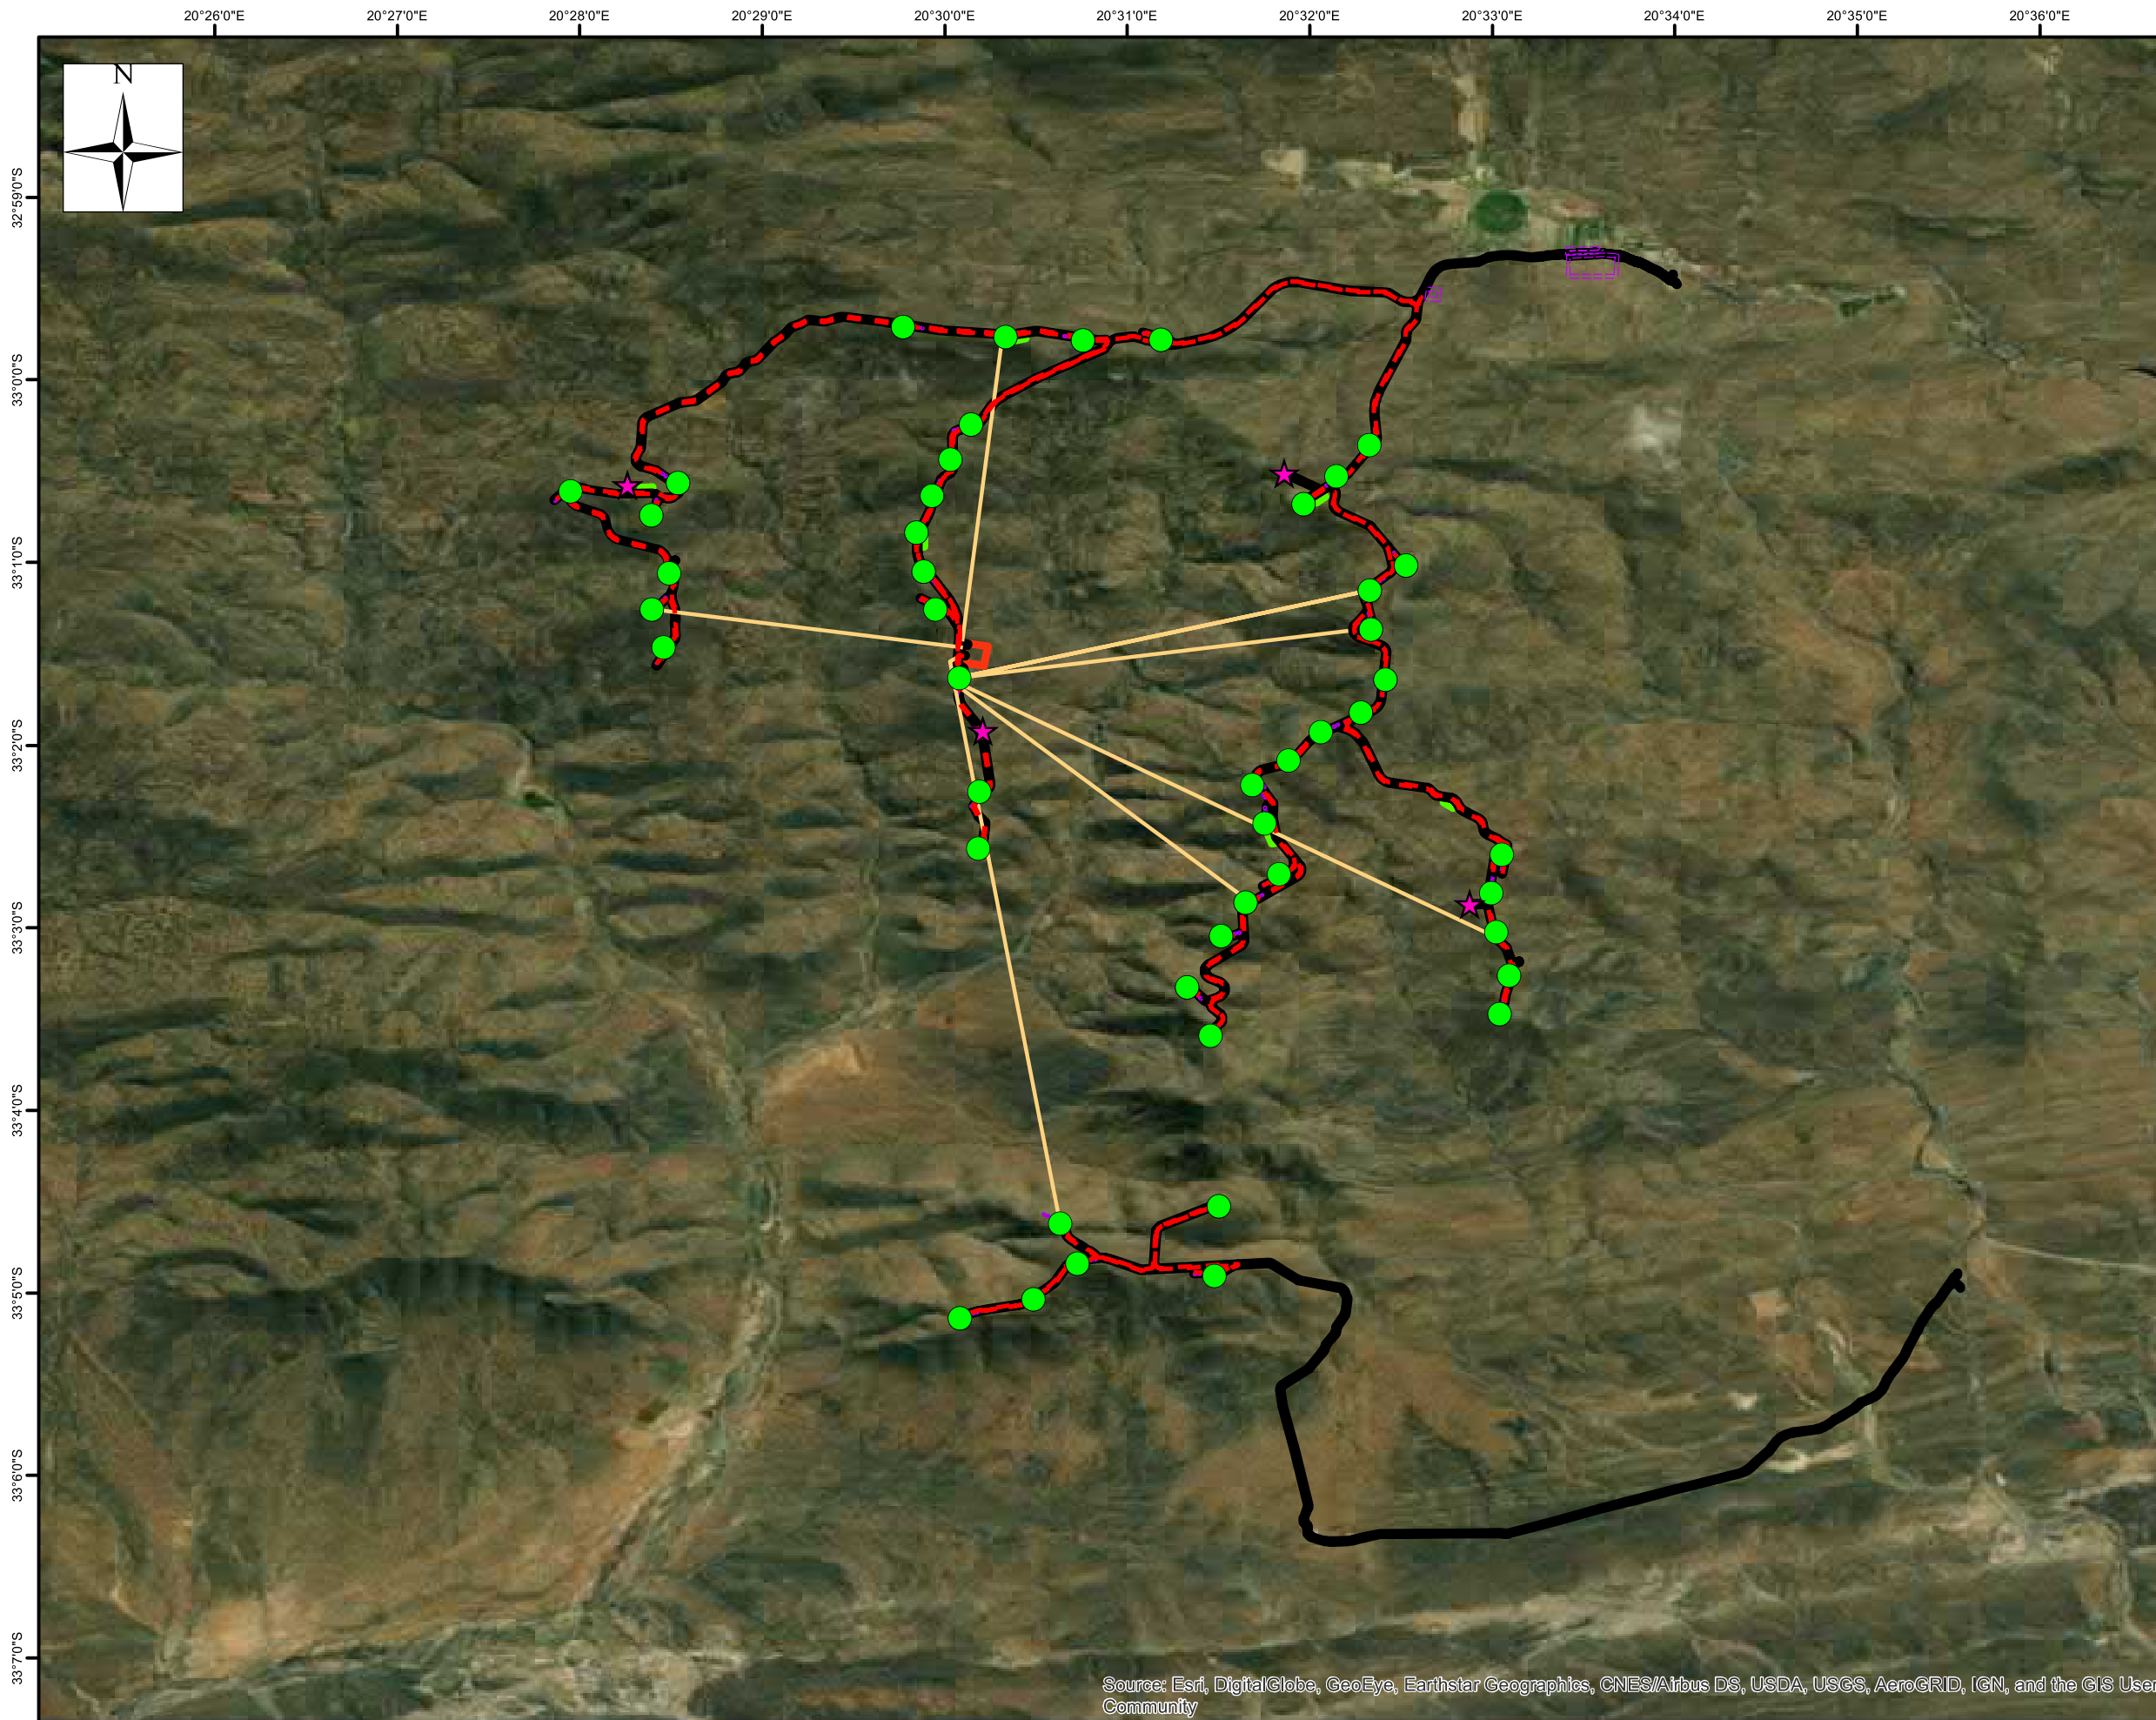 20°26'0"E 20°27'0"E 20°28'0"E 20°29'0"E 20°30'0"E 20°31'0"E 20°32'0"E 20°33'0"E 20°34'0"E 20°35'0"E 20°36'0"E
N
32°59'0"S
33°0'0"S
33°1'0"S
33°2'0"S
33°3'0"S
33°4'0"S
33°5'0"S
33°6'0"S
33°7'0"S
Source: Esri, DigitalGlobe, GeoEye, Earthstar Geographics, CNES/Airbus DS, USDA, USGS, AeroGRID, IGN, and the GIS User
Community